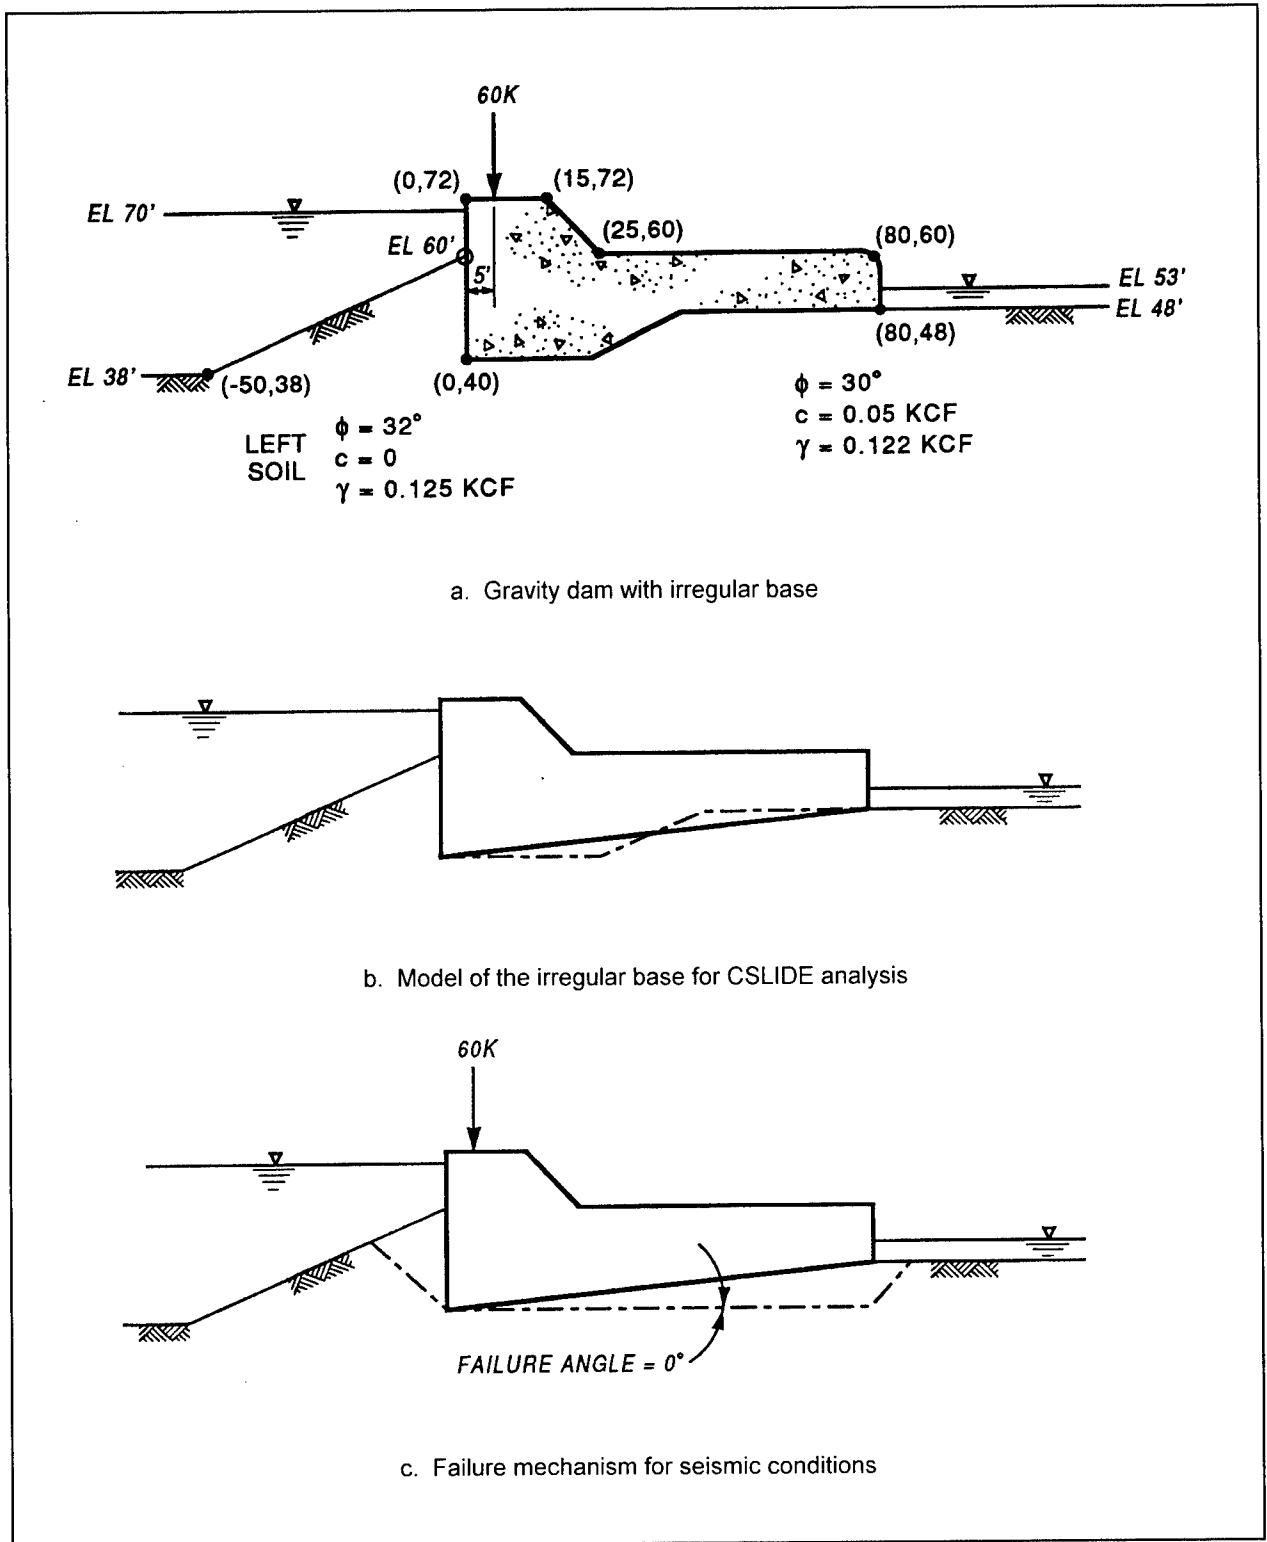 60K
(0,72)
(15,72)
EL 70'
EL 60'
(25,60)
(80,60)
5'
EL 53'
EL 48'
(80,48)
EL 38'
(-50,38)
(0,40)
LEFT SOIL
ϕ = 32°
c = 0
γ = 0.125 KCF
ϕ = 30°
c = 0.05 KCF
γ = 0.122 KCF
a. Gravity dam with irregular base
b. Model of the irregular base for CSLIDE analysis
60K
FAILURE ANGLE = 0°
c. Failure mechanism for seismic conditions